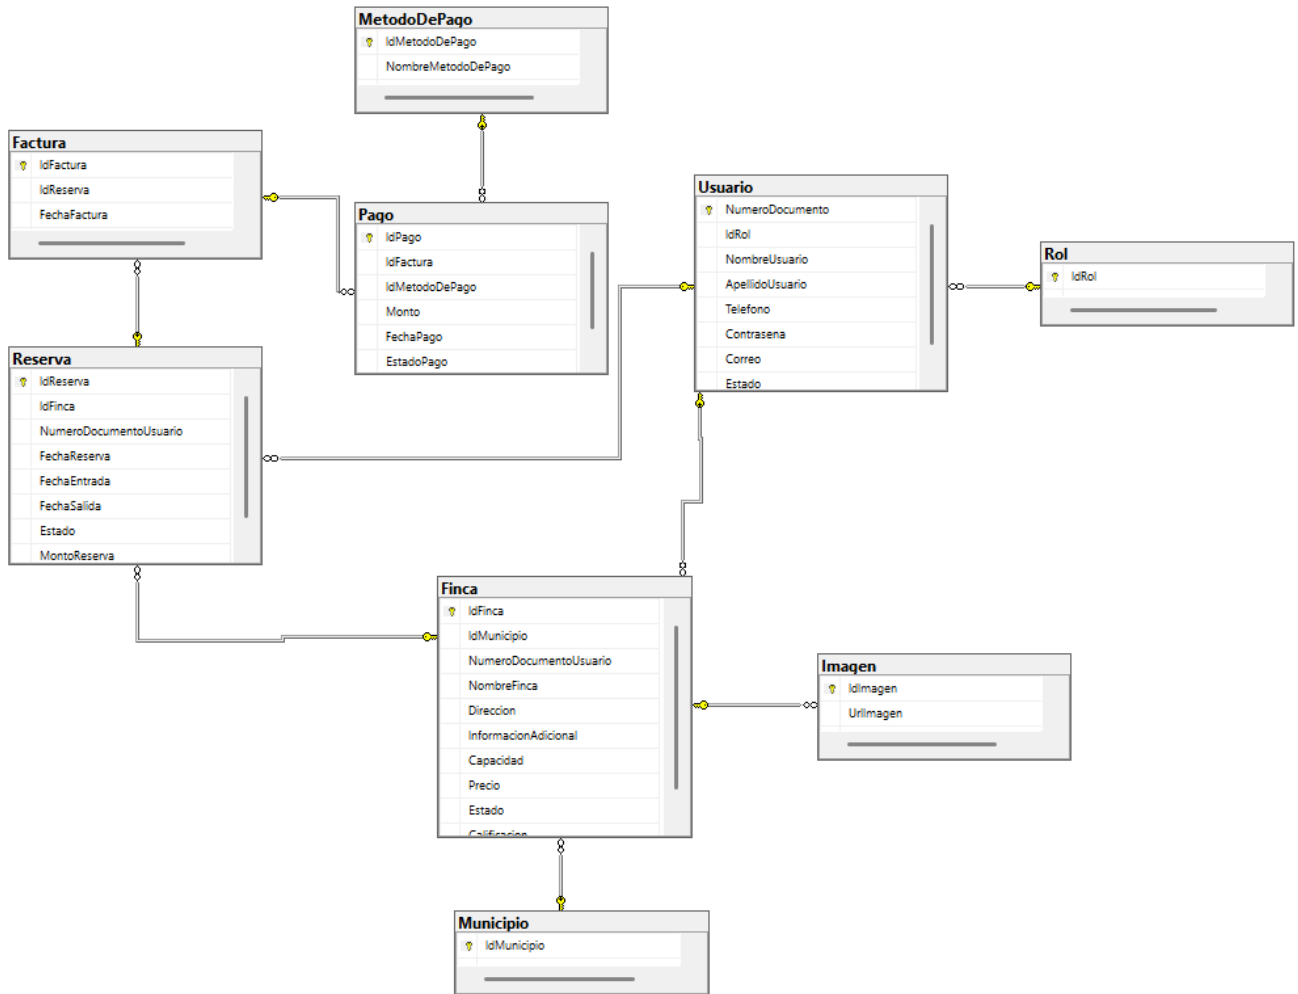 MetodoDePago
IdMetodoDePago
NombreMetodoDePago
Factura
IdFactura
IdReserva
FechaFactura
Pago
IdPago
IdFactura
IdMetodoDePago
Monto
FechaPago
EstadoPago
Usuario
NumeroDocumento
IdRol
NombreUsuario
ApellidoUsuario
Telefono
Contrasena
Correo
Estado
Rol
IdRol
Reserva
IdReserva
IdFinca
NumeroDocumentoUsuario
FechaReserva
FechaEntrada
FechaSalida
Estado
MontoReserva
Finca
IdFinca
IdMunicipio
NumeroDocumentoUsuario
NombreFinca
Direccion
InformacionAdicional
Capacidad
Precio
Estado
Calificacion
Imagen
IdImagen
UrlImagen
Municipio
IdMunicipio